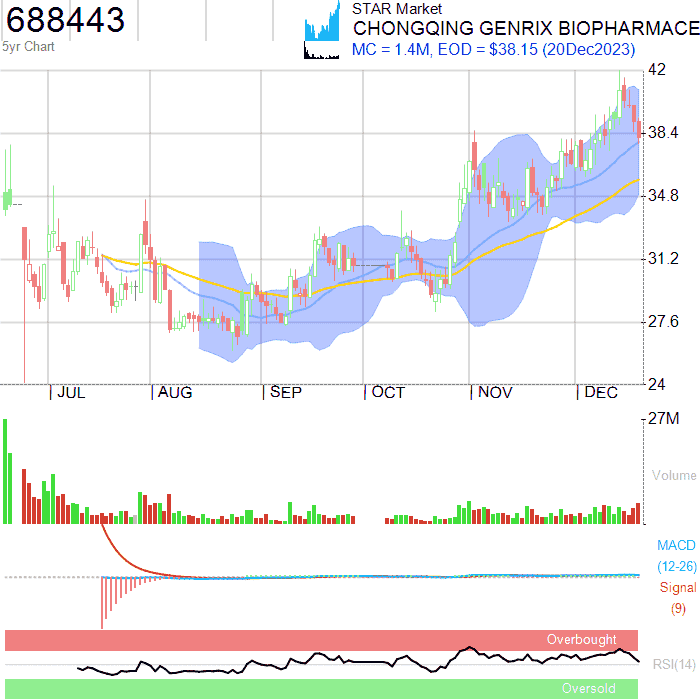 688443
5yr Chart
STAR Market
CHONGQING GENRIX BIOPHARMACE
MC = 1.4M, EOD = $38.15 (20Dec2023)
42
38.4
34.8
31.2
27.6
24
JUL AUG SEP OCT NOV DEC
27M
Volume
MACD
(12-26)
Signal
(9)
Overbought
RSI(14)
Oversold